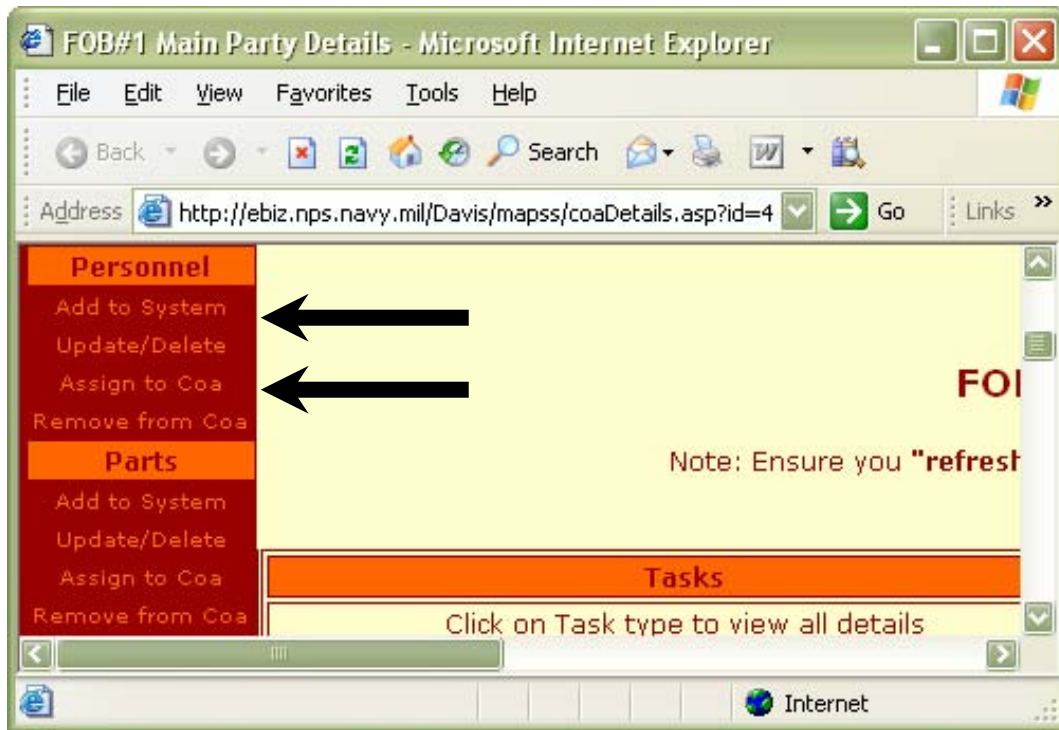 FOB#1 Main Party Details - Microsoft Internet Explorer
File Edit View Favorites Tools Help
Back Search W
Address http://ebiz.nps.navy.mil/Davis/mapss/coaDetails.asp?id=4 Go Links »
Personnel
Add to System
Update/Delete
Assign to Coa
Remove from Coa
Parts
Add to System
Update/Delete
Assign to Coa
Remove from Coa
FO
Note: Ensure you "refresh
Tasks
Click on Task type to view all details
Internet